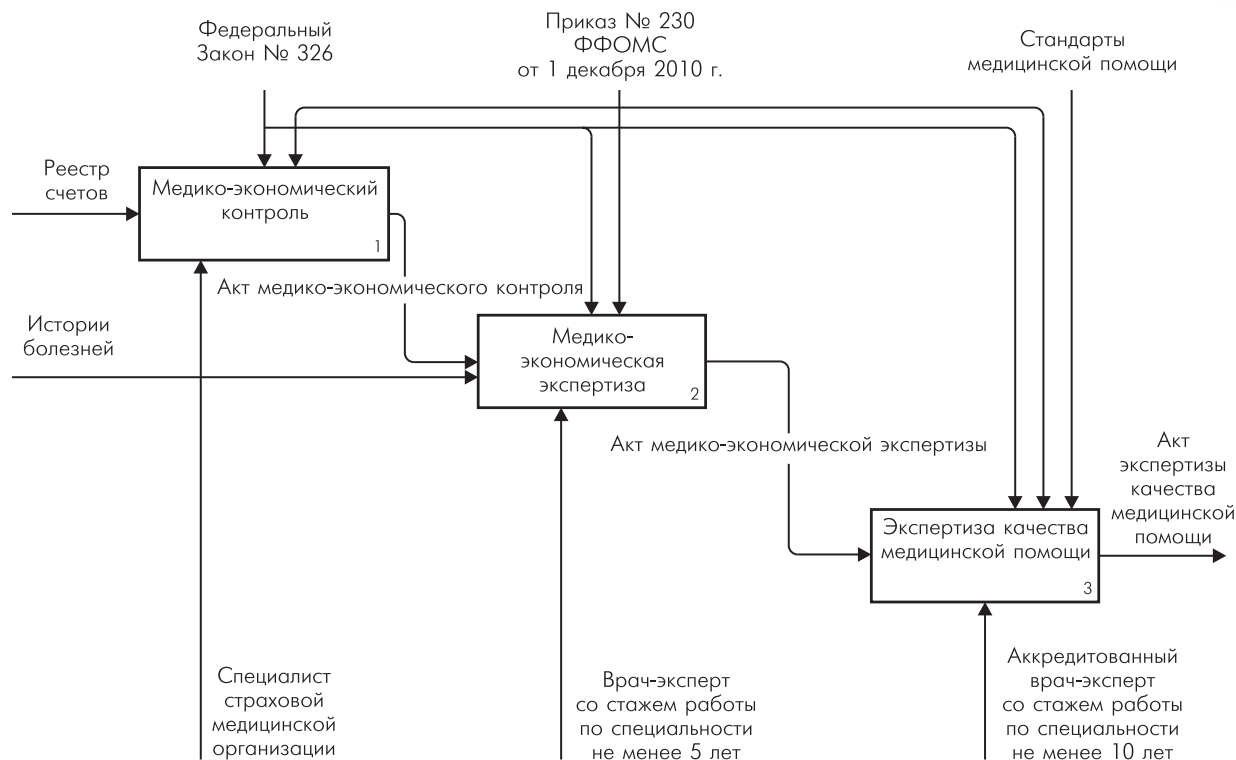 Федеральный
Закон № 326
Приказ № 230
ФФОМС
от 1 декабря 2010 г.
Стандарты
медицинской помощи
Реестр
счетов
Медико-экономический
контроль
1
Акт медико-экономического контроля
Истории
болезней
Медико-
экономическая
экспертиза
2
Акт медико-экономической экспертизы
Акт
экспертизы
качества
медицинской
помощи
Экспертиза качества
медицинской помощи
3
Специалист
страховой
медицинской
организации
Врач-эксперт
со стажем работы
по специальности
не менее 5 лет
Аккредитованный
врач-эксперт
со стажем работы
по специальности
не менее 10 лет